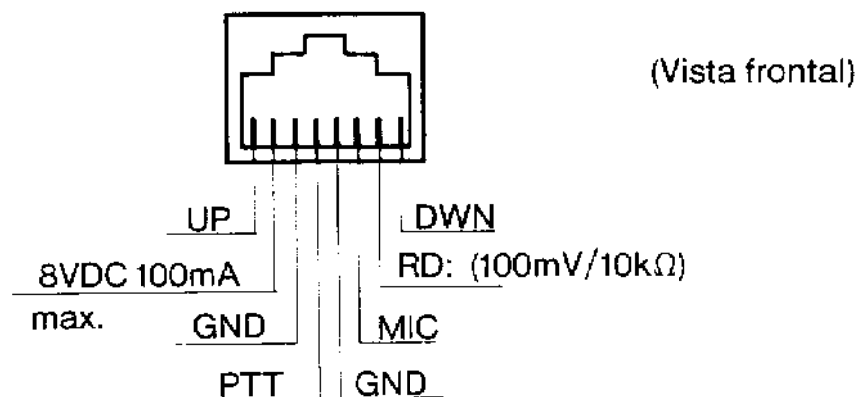 (Vista frontal)
UP
DWN
8VDC 100mA
max.
RD: (100mV/10kΩ)
GND
MIC
PTT
GND